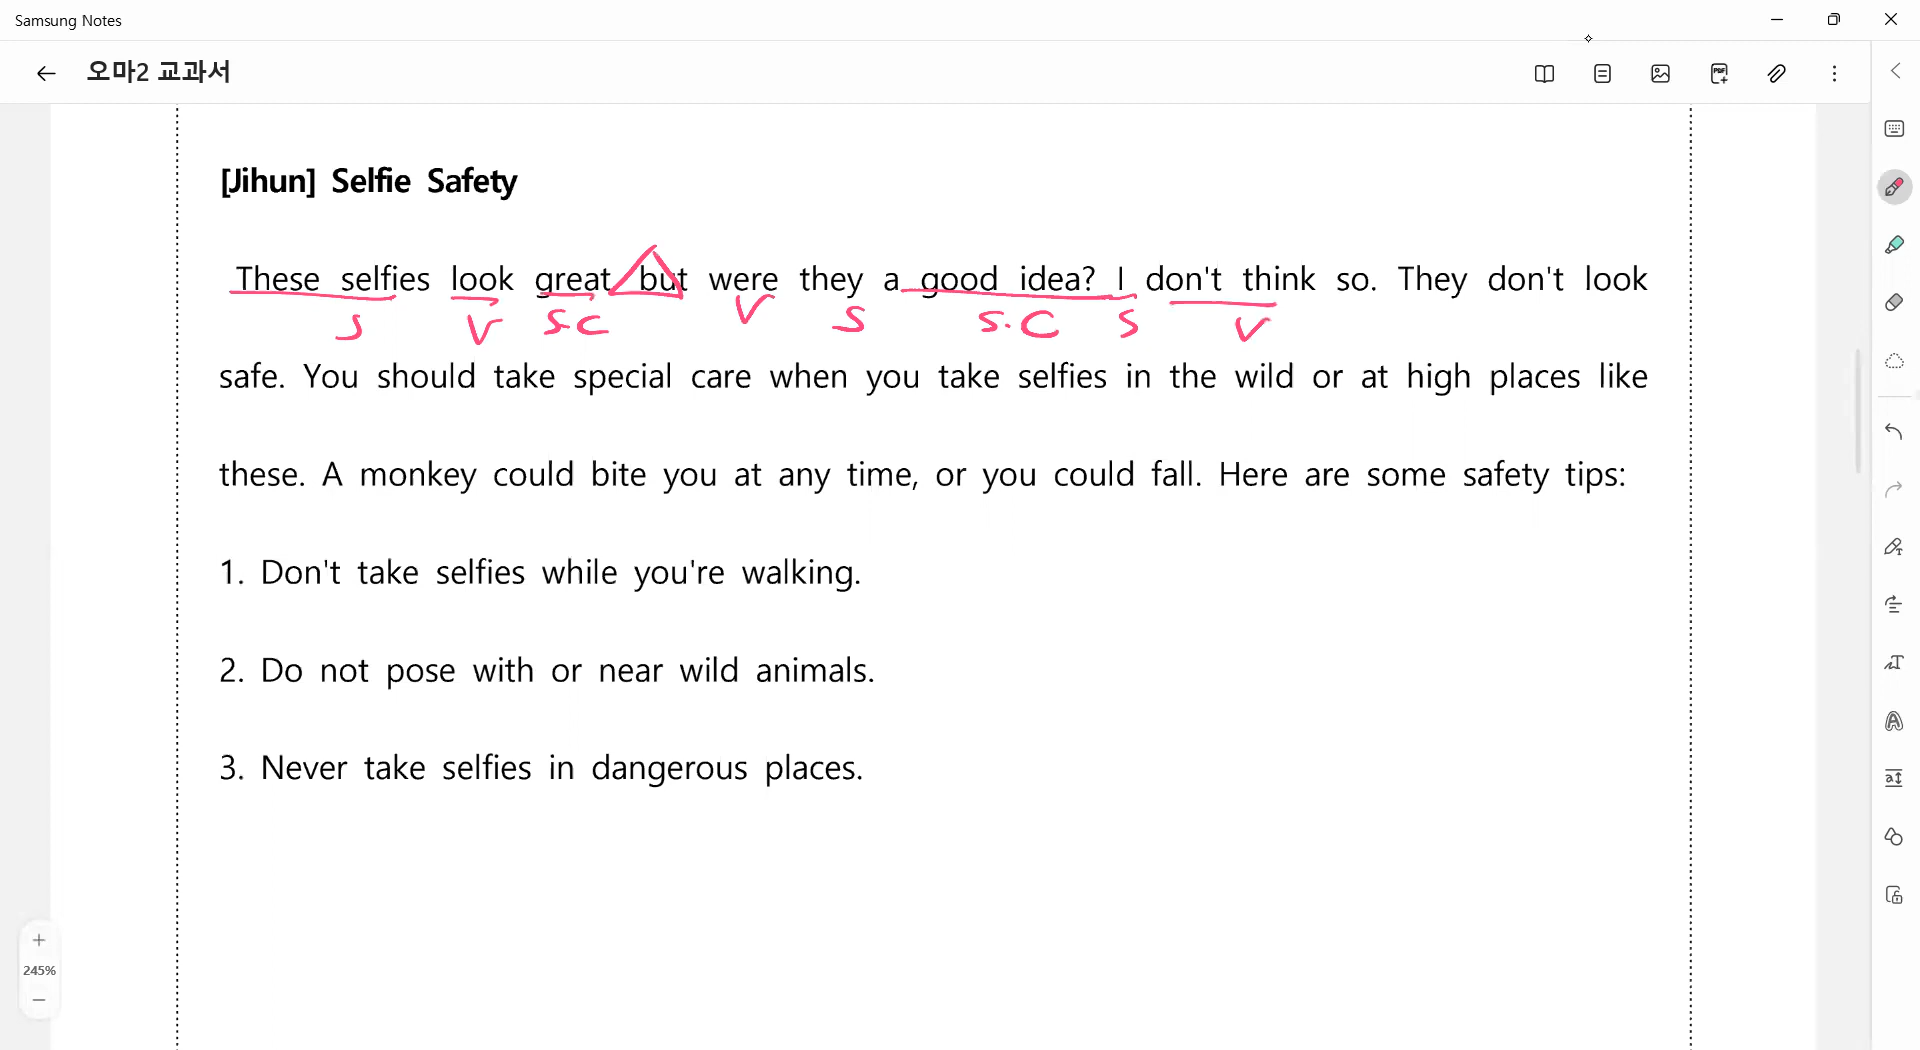 Samsung Notes
오마2 교과서
[Jihun] Selfie Safety
These selfies look great but were they a good idea? I don't think so. They don't look
S V S.C V S S.C S V
safe. You should take special care when you take selfies in the wild or at high places like
these. A monkey could bite you at any time, or you could fall. Here are some safety tips:
1. Don't take selfies while you're walking.
2. Do not pose with or near wild animals.
3. Never take selfies in dangerous places.
245%